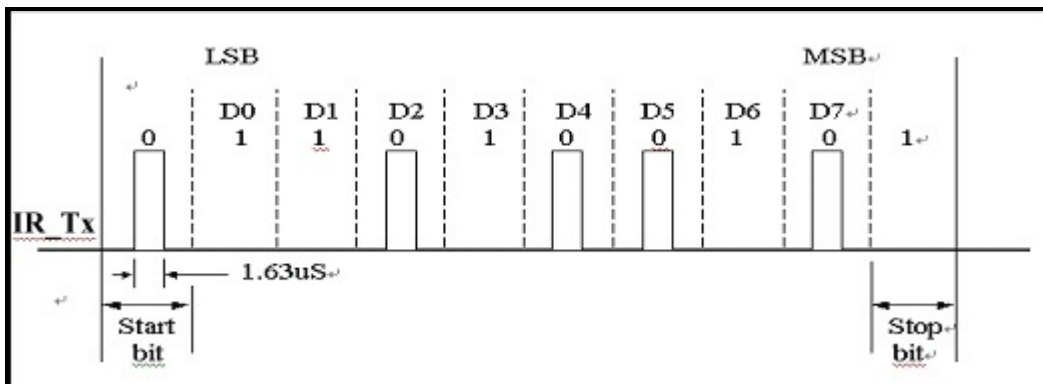 LSB MSB
D0 D1 D2 D3 D4 D5 D6 D7
0 1 1 0 1 0 0 1 0 1
IR_Tx
1.63uS
Start bit
Stop bit